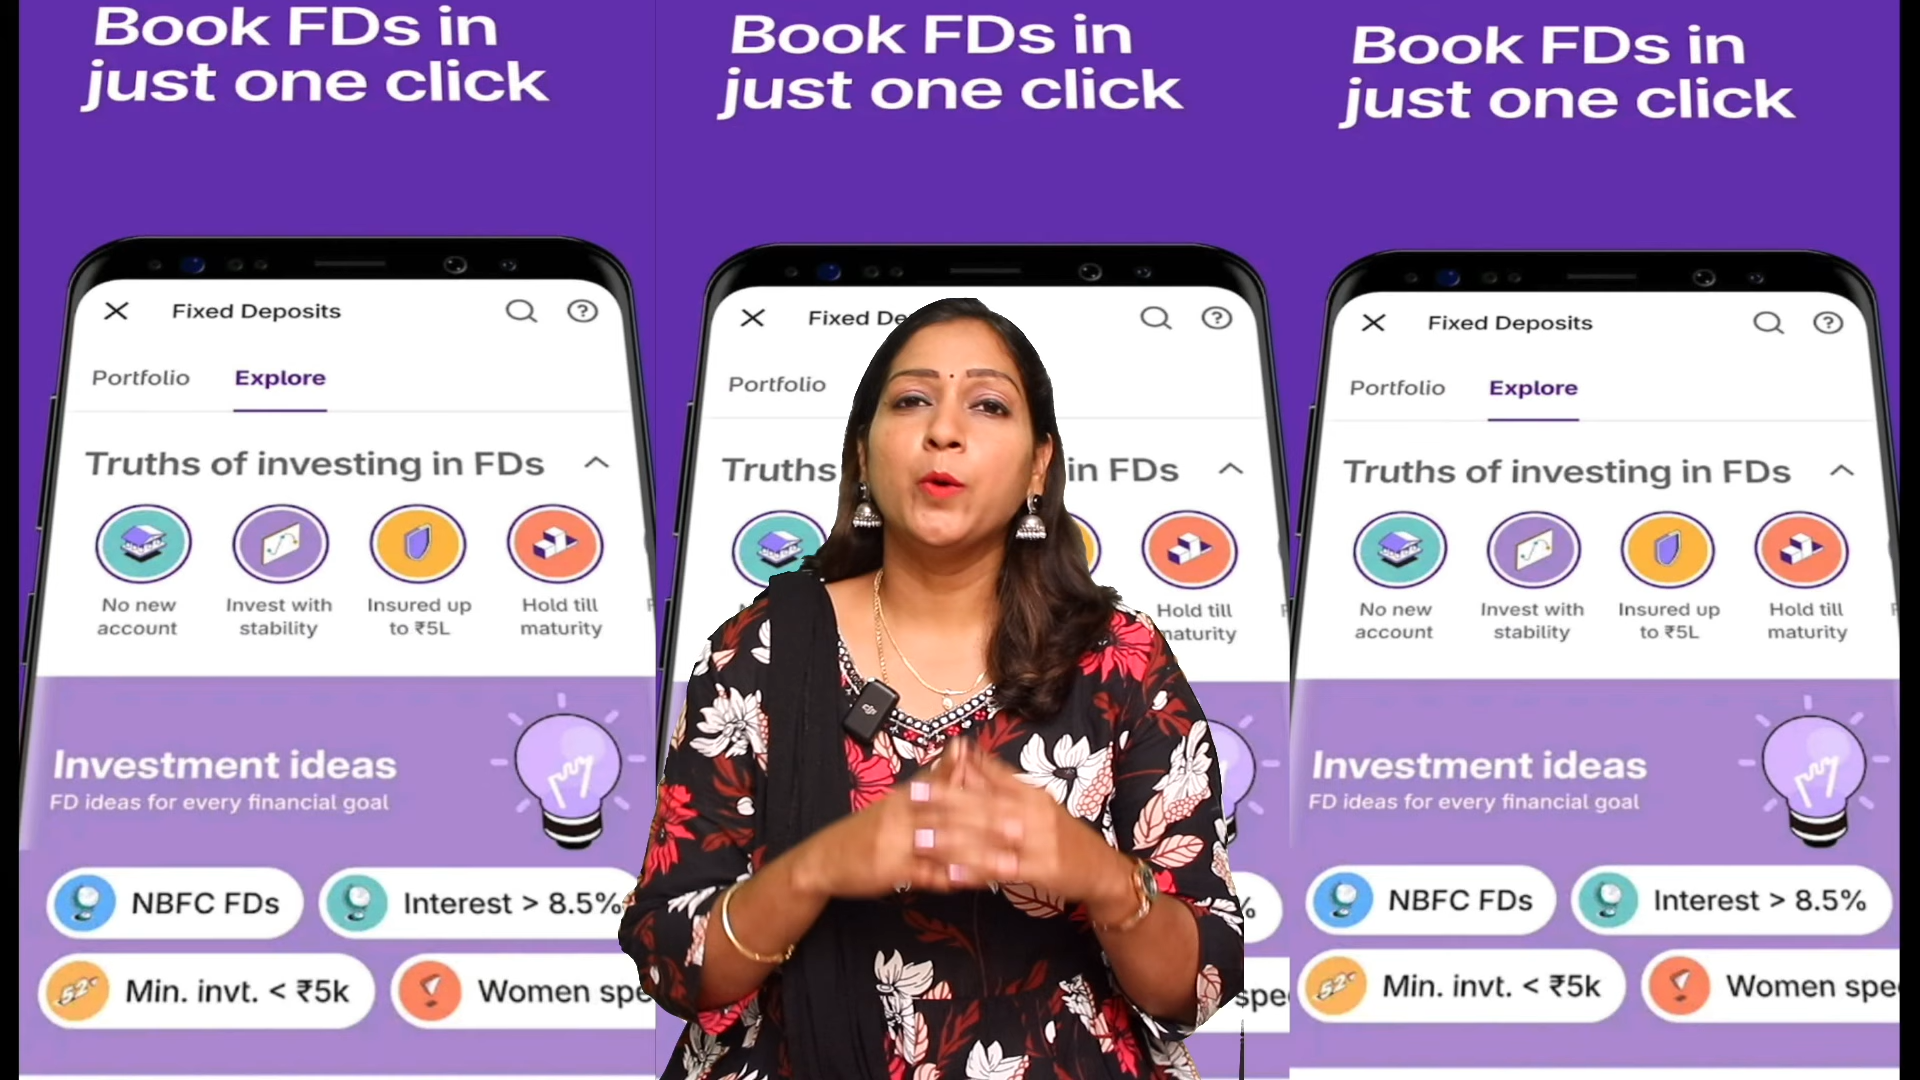 Book FDs in
just one click
Fixed Deposits
Portfolio
Explore
Truths of investing in FDs
No new
account
Invest with
stability
Insured up
to ₹5L
Hold till
maturity
Investment ideas
FD ideas for every financial goal
NBFC FDs
Interest > 8.5%
Min. invt. < ₹5k
Women spe
Book FDs in
just one click
Fixed De
Portfolio
Truths
in FDs
Hold till
maturity
%
spe
Book FDs in
just one click
Fixed Deposits
Portfolio
Explore
Truths of investing in FDs
No new
account
Invest with
stability
Insured up
to ₹5L
Hold till
maturity
Investment ideas
FD ideas for every financial goal
NBFC FDs
Interest > 8.5%
Min. invt. < ₹5k
Women spe